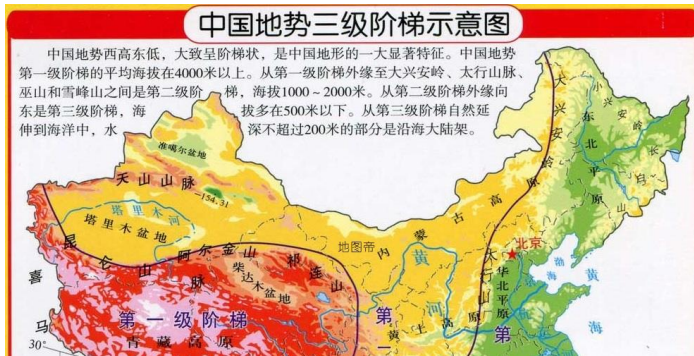 中国地势三级阶梯示意图
中国地势西高东低，大致呈阶梯状，是中国地形的一大显著特征。中国地势
第一级阶梯的平均海拔在4000米以上。从第一级阶梯外缘至大兴安岭、太行山脉、
巫山和雪峰山之间是第二级阶 梯，海拔1000～2000米。从第二级阶梯外缘向
东是第三级阶梯，海 拔多在500米以下。从第三级阶梯自然延
伸到海洋中，水 深不超过200米的部分是沿海大陆架。
大兴安岭
小兴安岭
东北平原
长白山
准噶尔盆地
天山山脉
-154.31
塔里木河
塔里木盆地
内蒙古高原
地图帝
北京
渤海
黄海
昆仑山脉
阿尔金山
祁连山
柴达木盆地
黄河
太行山
华北平原
喜马
第一级阶梯
青藏高原
第二
黄土高原
第
30°